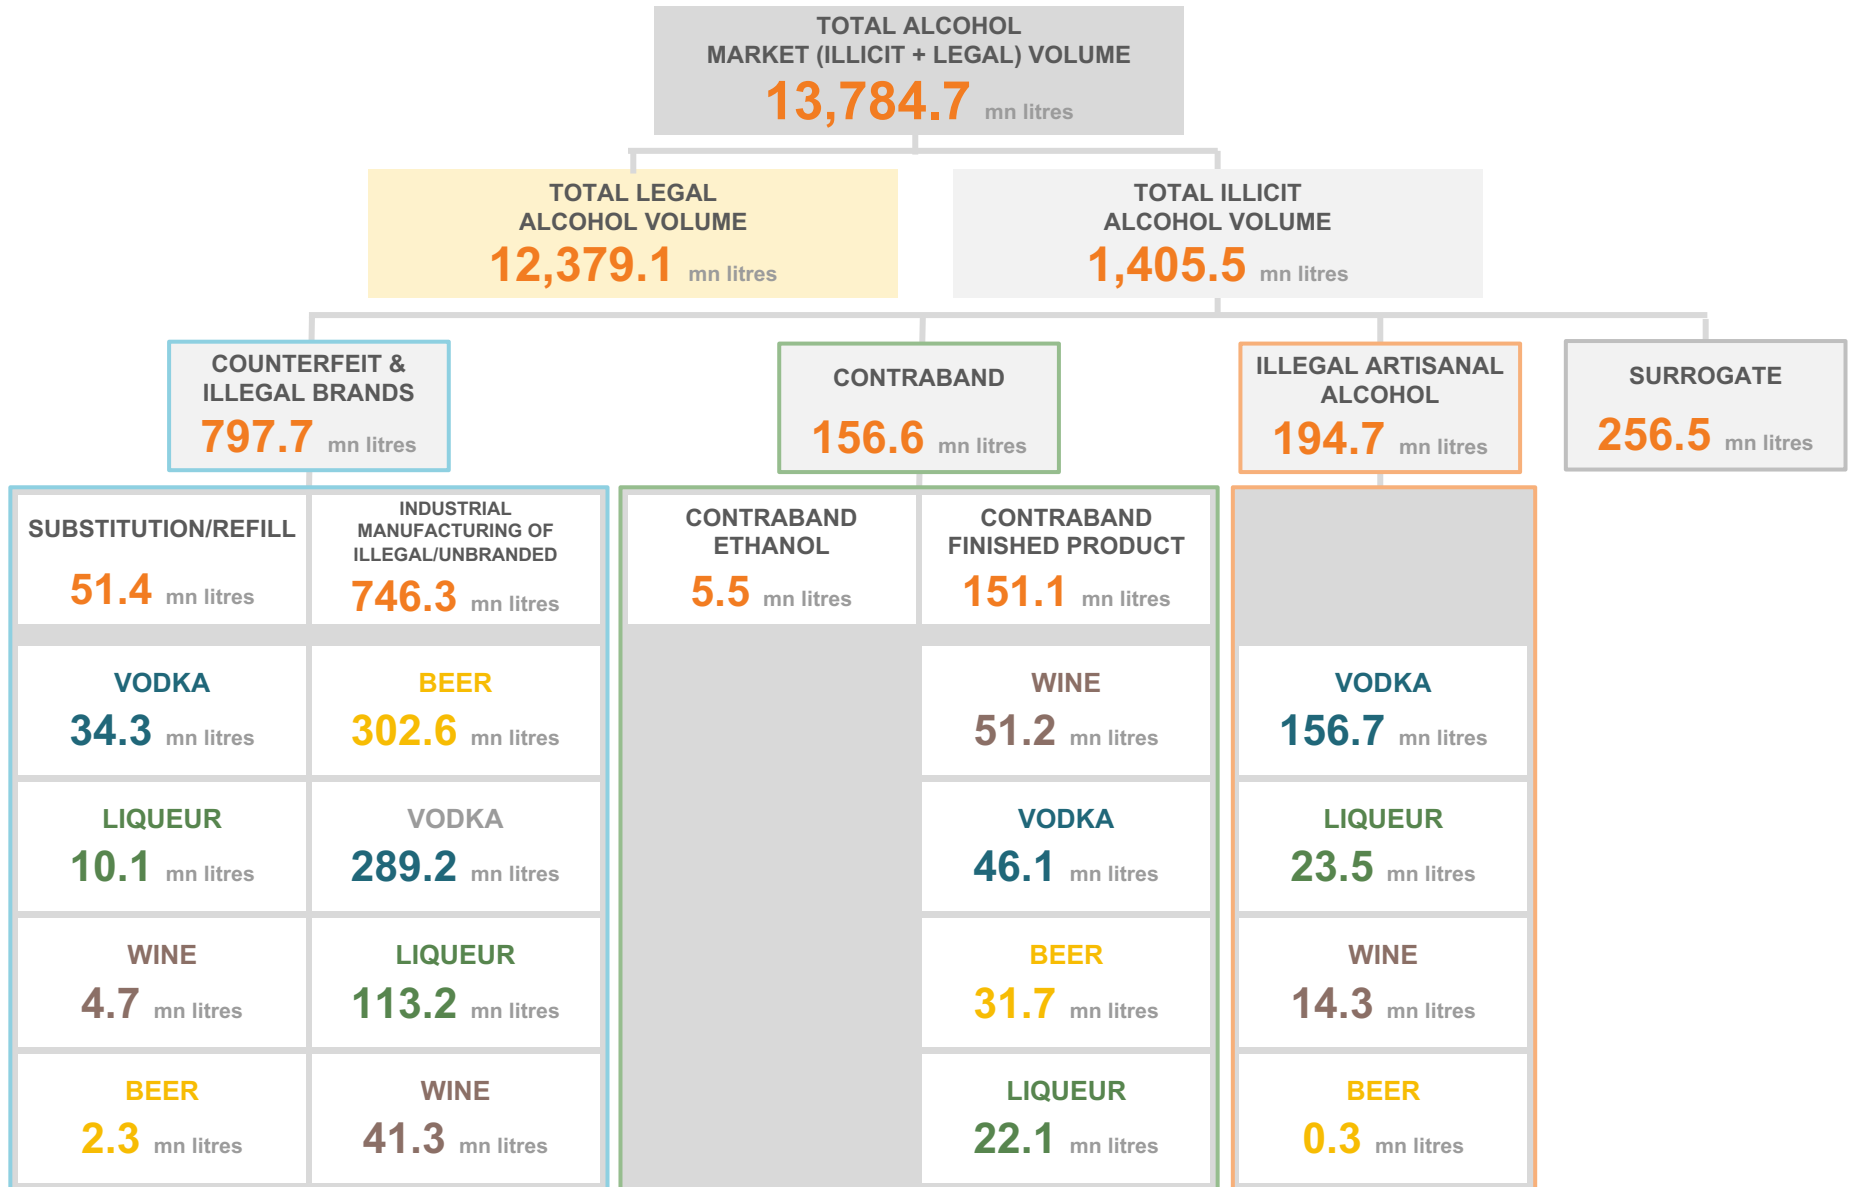 TOTAL ALCOHOL
MARKET (ILLICIT + LEGAL) VOLUME
13,784.7 mn litres
TOTAL LEGAL
ALCOHOL VOLUME
12,379.1 mn litres
TOTAL ILLICIT
ALCOHOL VOLUME
1,405.5 mn litres
COUNTERFEIT &
ILLEGAL BRANDS
797.7 mn litres
CONTRABAND
156.6 mn litres
ILLEGAL ARTISANAL
ALCOHOL
194.7 mn litres
SURROGATE
256.5 mn litres
SUBSTITUTION/REFILL
51.4 mn litres
INDUSTRIAL
MANUFACTURING OF
ILLEGAL/UNBRANDED
746.3 mn litres
CONTRABAND
ETHANOL
5.5 mn litres
CONTRABAND
FINISHED PRODUCT
151.1 mn litres
VODKA
34.3 mn litres
BEER
302.6 mn litres
WINE
51.2 mn litres
VODKA
156.7 mn litres
LIQUEUR
10.1 mn litres
VODKA
289.2 mn litres
VODKA
46.1 mn litres
LIQUEUR
23.5 mn litres
WINE
4.7 mn litres
LIQUEUR
113.2 mn litres
BEER
31.7 mn litres
WINE
14.3 mn litres
BEER
2.3 mn litres
WINE
41.3 mn litres
LIQUEUR
22.1 mn litres
BEER
0.3 mn litres